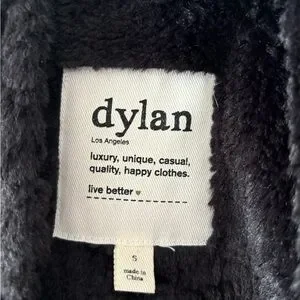 dylan
Los Angeles
luxury, unique, casual,
quality, happy clothes.
live better ♥
S
made in
China